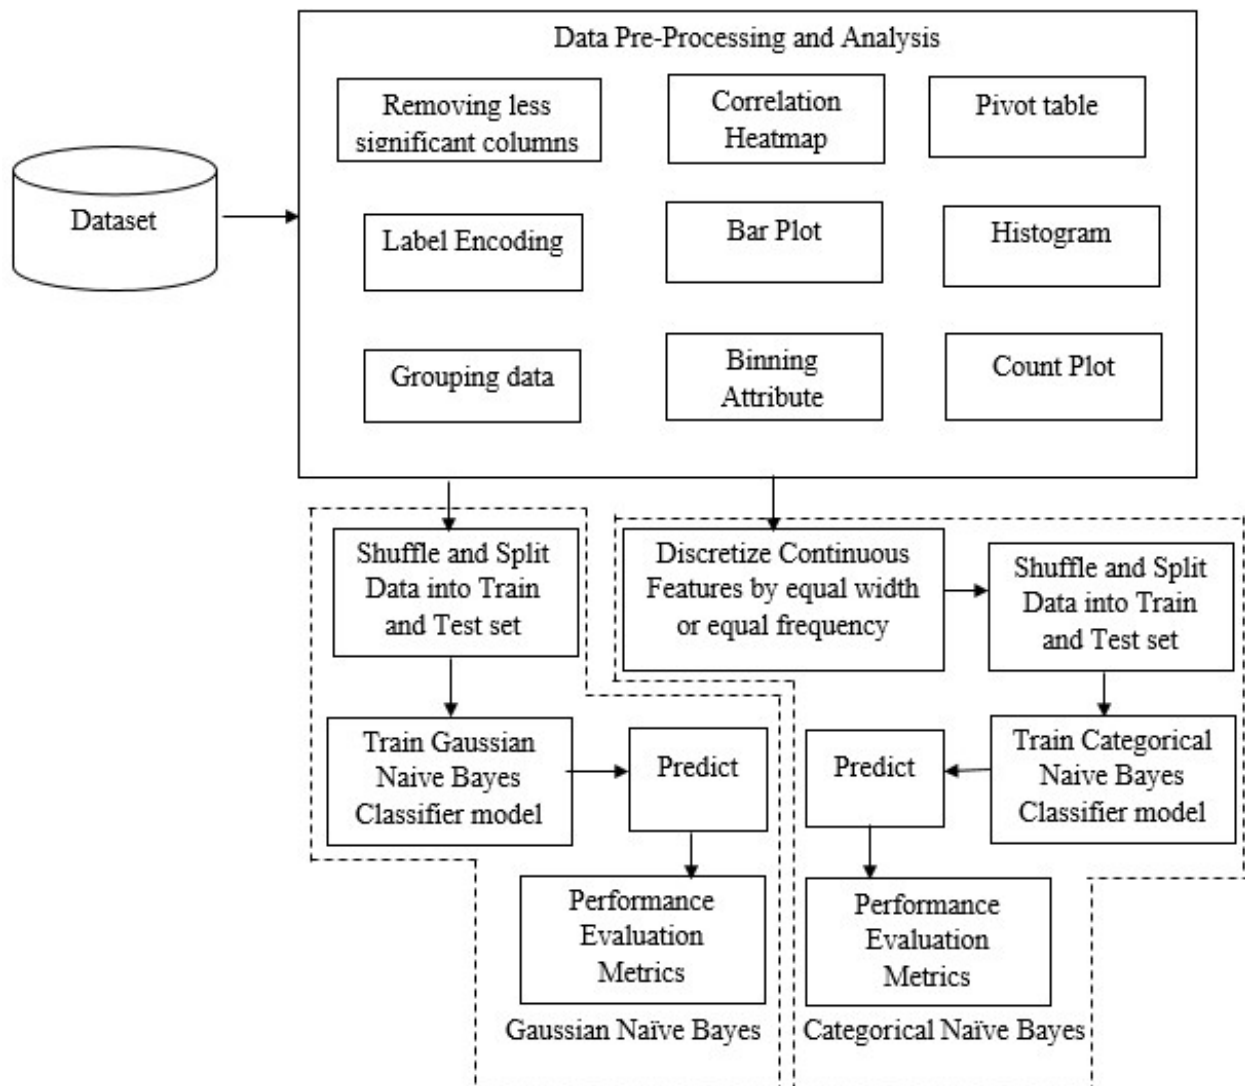 Data Pre-Processing and Analysis
Removing less
significant columns
Correlation
Heatmap
Pivot table
Dataset
Label Encoding
Bar Plot
Histogram
Grouping data
Binning
Attribute
Count Plot
Shuffle and Split
Data into Train
and Test set
Discretize Continuous
Features by equal width
or equal frequency
Shuffle and Split
Data into Train
and Test set
Train Gaussian
Naive Bayes
Classifier model
Predict
Predict
Train Categorical
Naive Bayes
Classifier model
Performance
Evaluation
Metrics
Performance
Evaluation
Metrics
Gaussian Naïve Bayes
Categorical Naïve Bayes